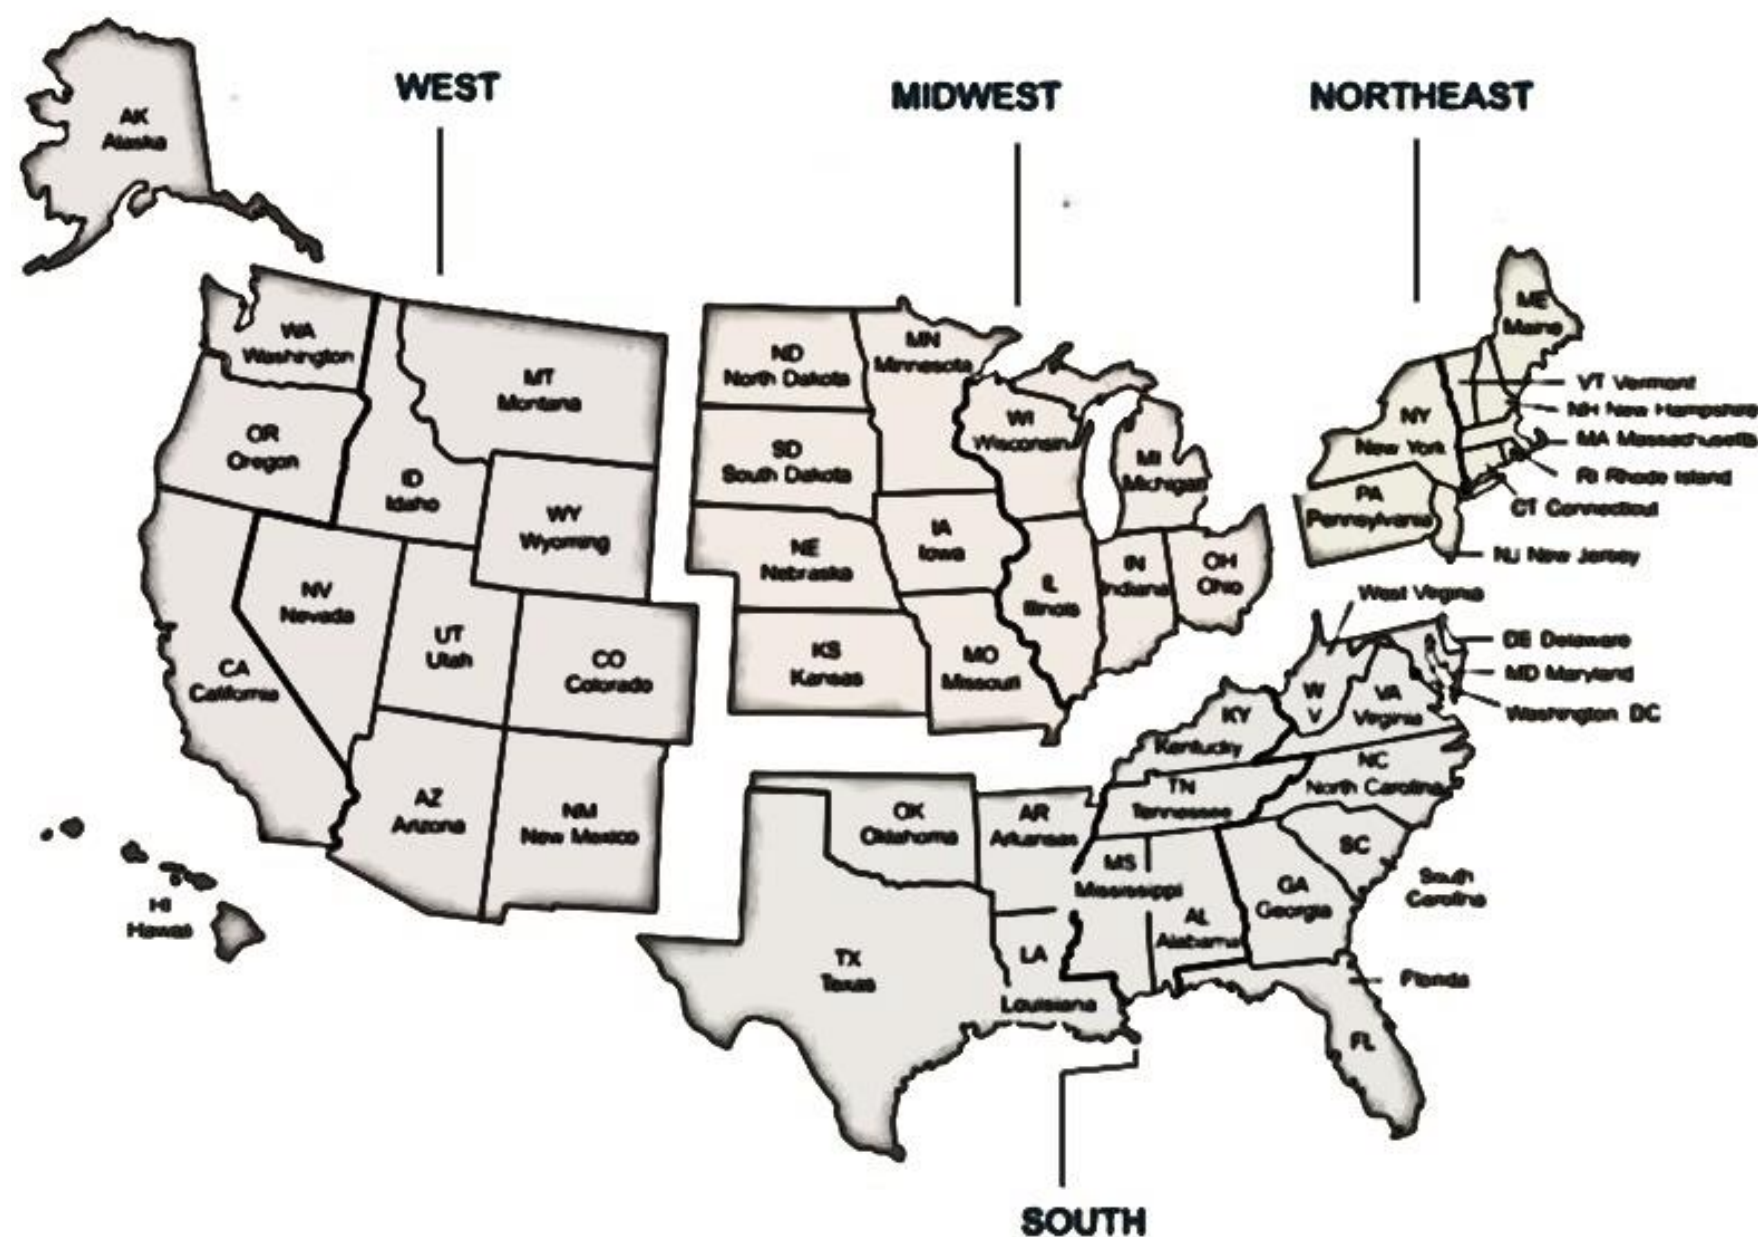 WEST
MIDWEST
NORTHEAST
AK
Alaska
WA
Washington
MT
Montana
OR
Oregon
ID
Idaho
WY
Wyoming
NV
Nevada
UT
Utah
CO
Colorado
CA
California
AZ
Arizona
NM
New Mexico
HI
Hawaii
ND
North Dakota
MN
Minnesota
SD
South Dakota
WI
Wisconsin
MI
Michigan
NE
Nebraska
IA
Iowa
IL
Illinois
IN
Indiana
OH
Ohio
KS
Kansas
MO
Missouri
ME
Maine
VT Vermont
NH New Hampshire
NY
New York
MA Massachusetts
RI Rhode Island
PA
Pennsylvania
CT Connecticut
NJ New Jersey
West Virginia
DE Delaware
MD Maryland
W
V
VA
Virginia
Washington DC
KY
Kentucky
NC
North Carolina
TN
Tennessee
OK
Oklahoma
AR
Arkansas
SC
South
Carolina
MS
Mississippi
GA
Georgia
AL
Alabama
TX
Texas
LA
Louisiana
Florida
FL
SOUTH